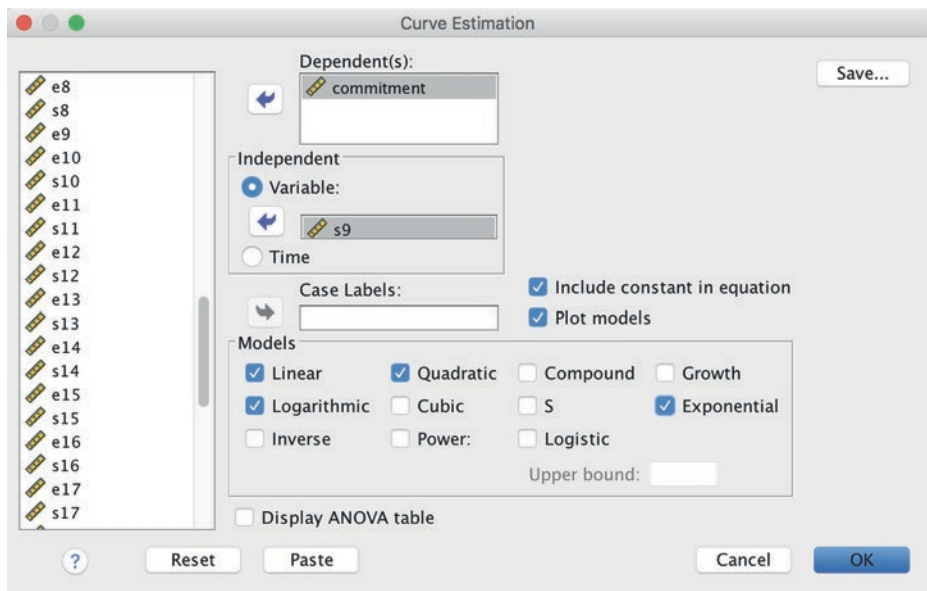 Curve Estimation
e8
s8
e9
e10
s10
e11
s11
e12
s12
e13
s13
e14
s14
e15
s15
e16
s16
e17
s17
Dependent(s):
commitment
Save...
Independent
Variable:
s9
Time
Case Labels:
Include constant in equation
Plot models
Models
Linear
Quadratic
Compound
Growth
Logarithmic
Cubic
S
Exponential
Inverse
Power:
Logistic
Upper bound:
Display ANOVA table
?
Reset
Paste
Cancel
OK